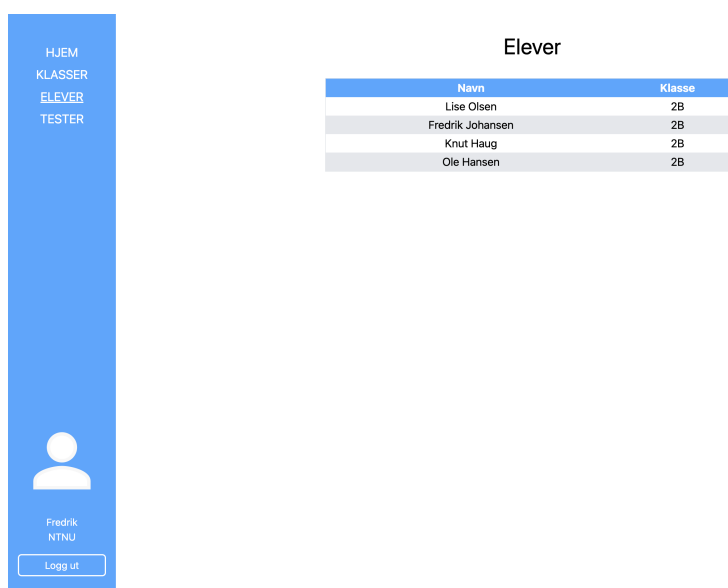 HJEM
KLASSER
ELEVER
TESTER
Elever
Navn Klasse
Lise Olsen 2B
Fredrik Johansen 2B
Knut Haug 2B
Ole Hansen 2B
Fredrik
NTNU
Logg ut